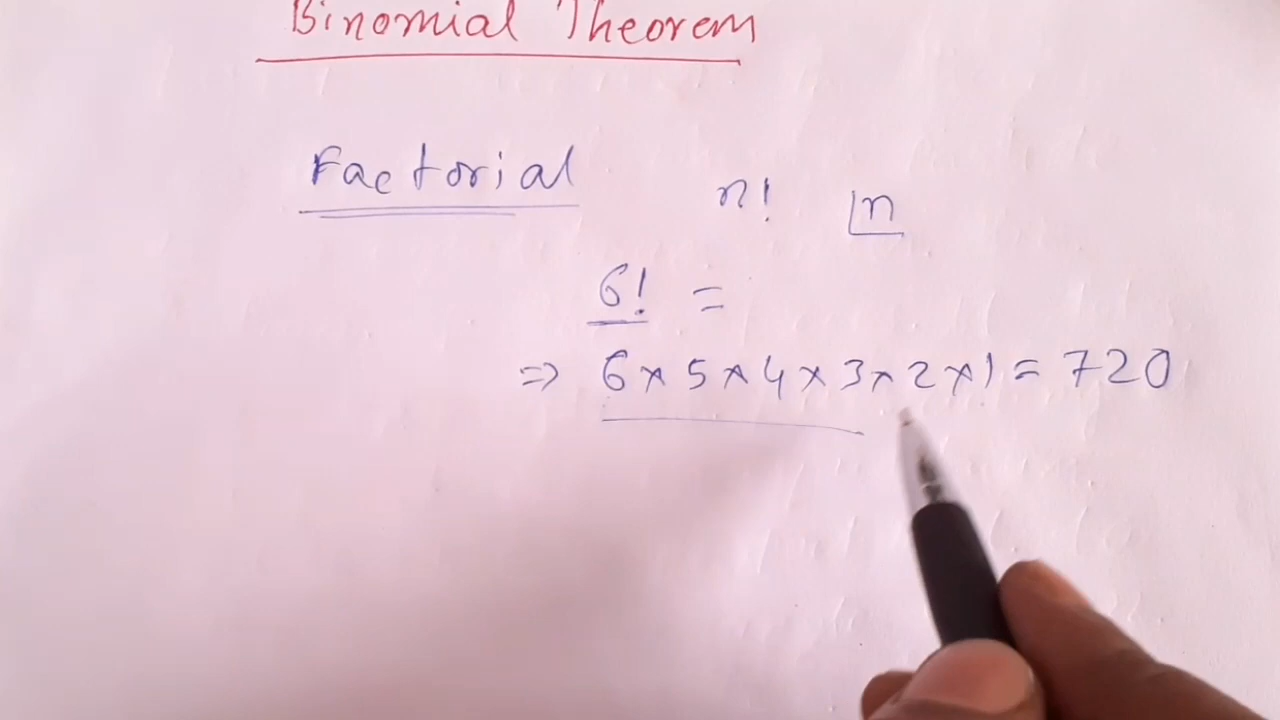 Binomial Theorem
Factorial n! |n
6! =
⇒ 6 × 5 × 4 × 3 × 2 × 1 = 720